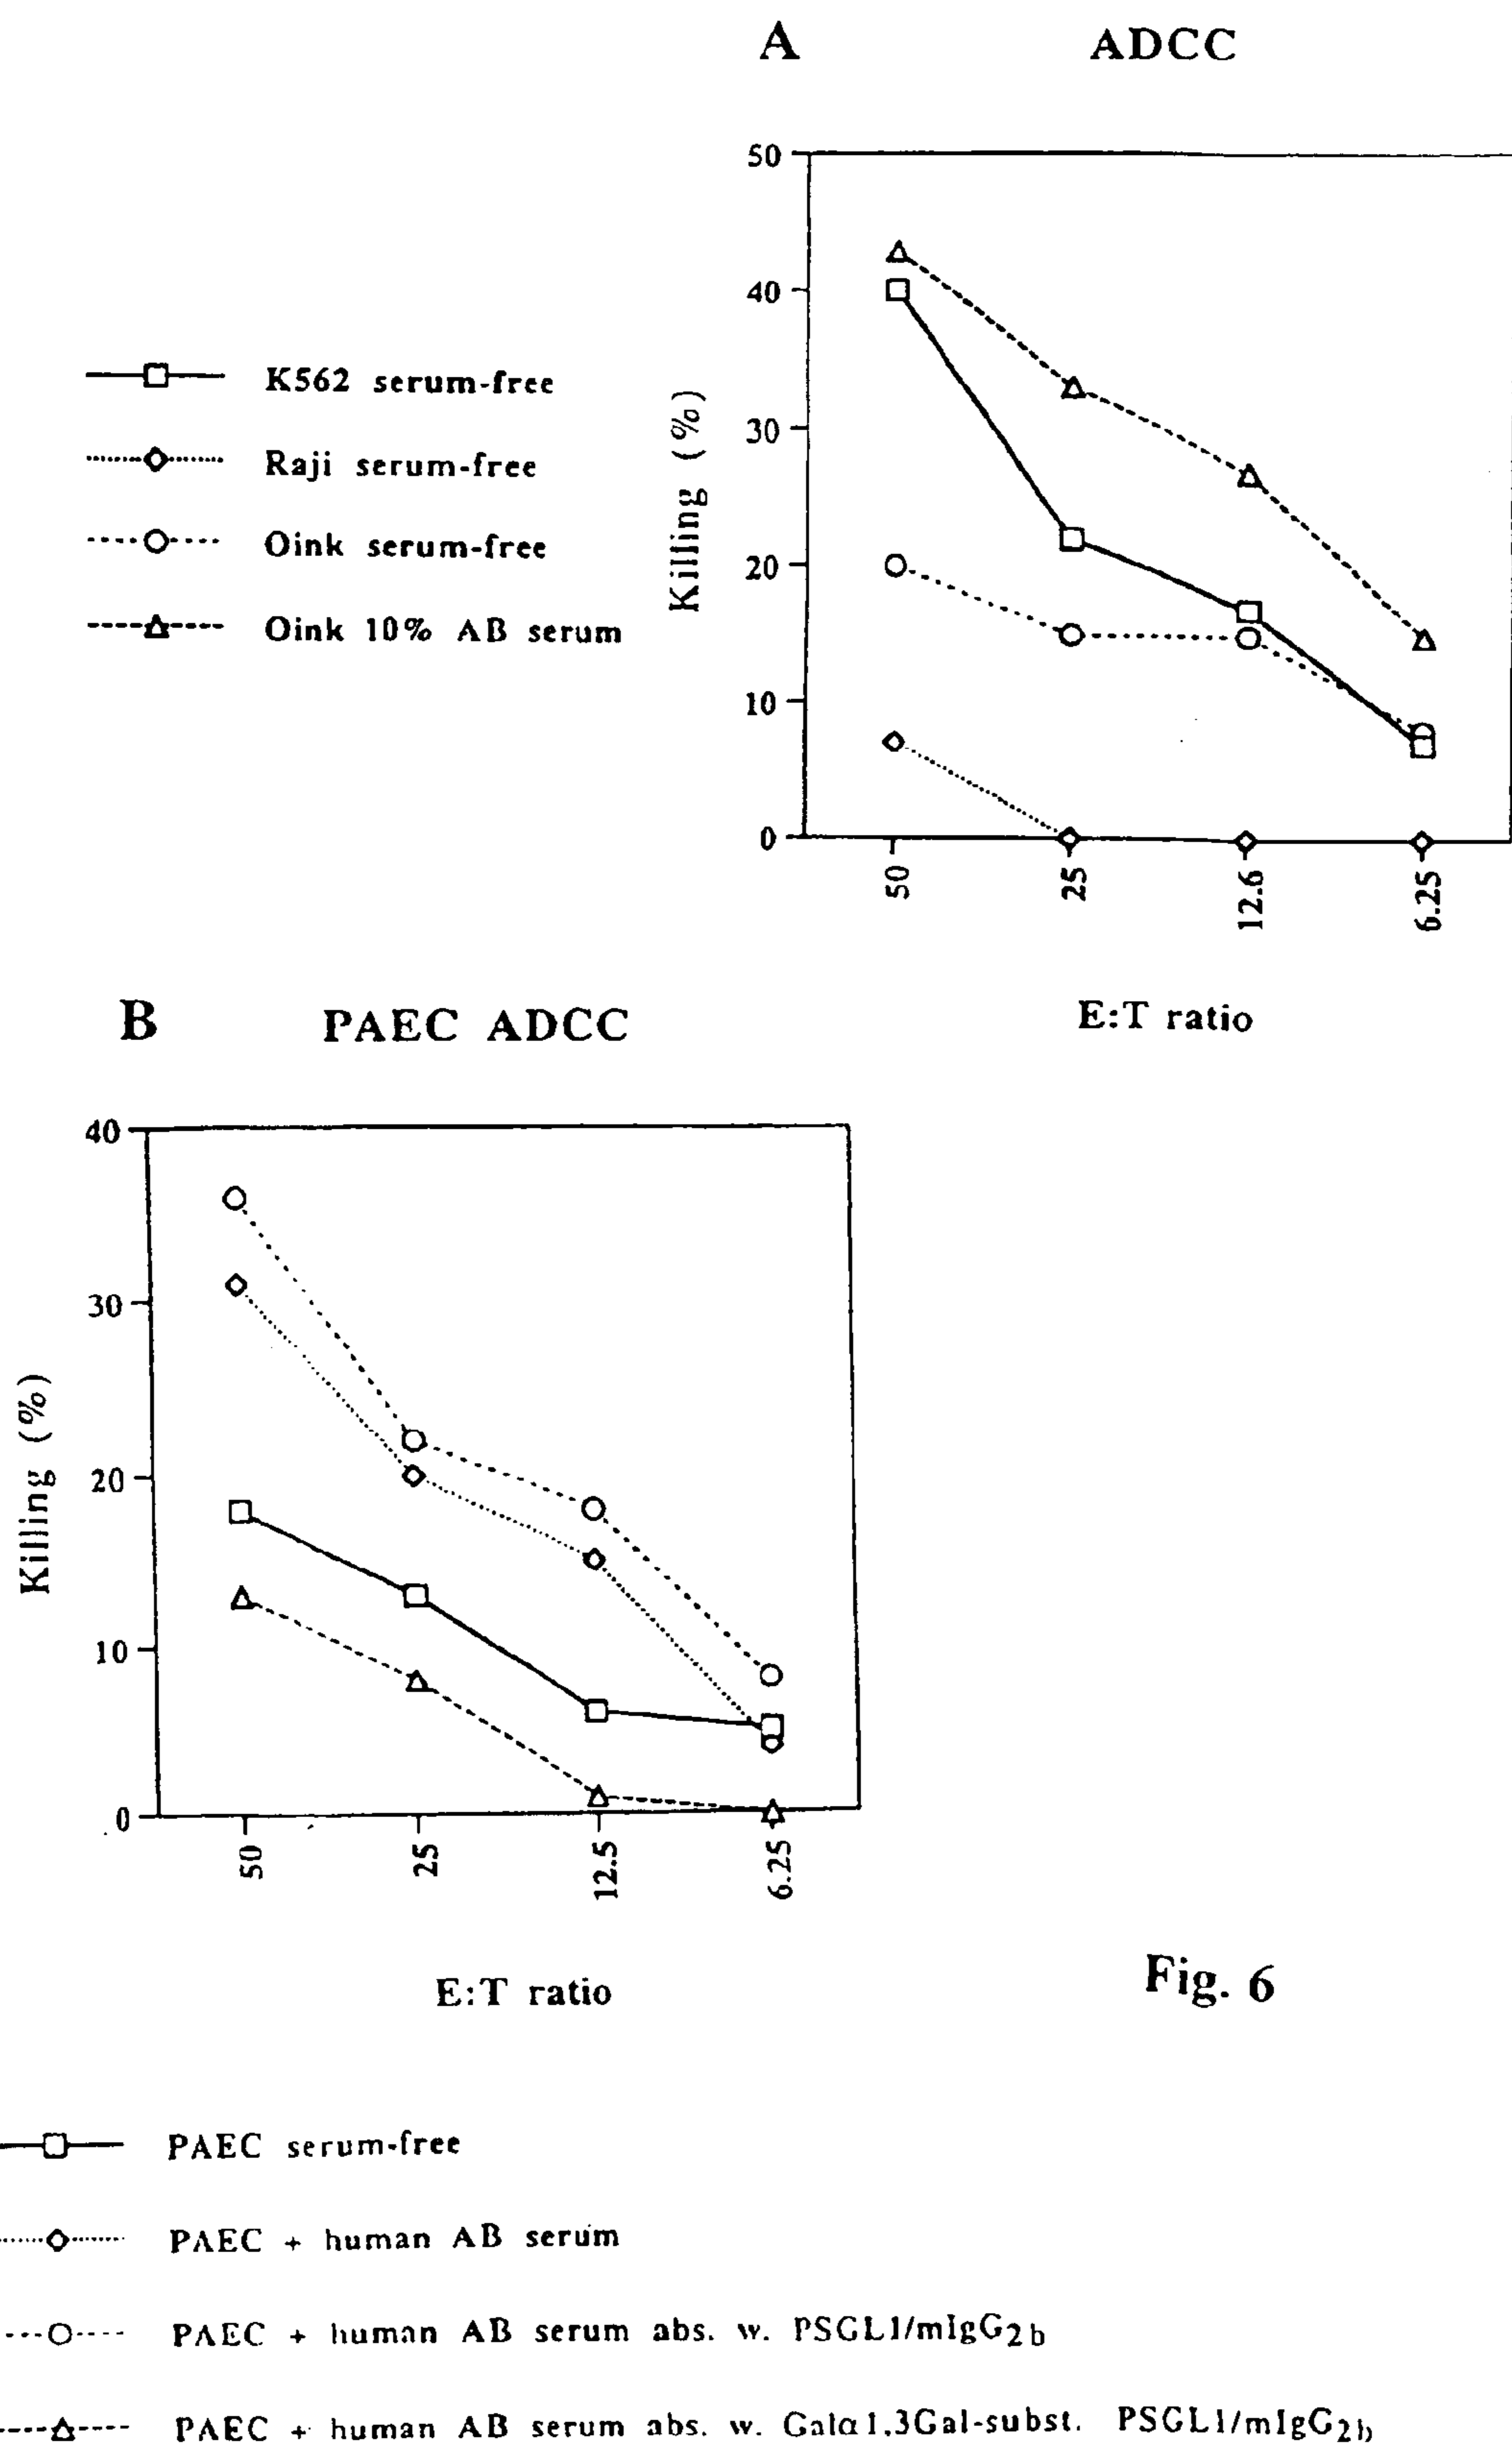 A ADCC
50
40
30
20
10
0
Killing (%)
50 25 12.6 6.25
E:T ratio
K562 serum-free
Raji serum-free
Oink serum-free
Oink 10% AB serum
B PAEC ADCC
40
30
20
10
0
Killing (%)
50 25 12.5 6.25
E:T ratio
Fig. 6
PAEC serum-free
PAEC + human AB serum
PAEC + human AB serum abs. w. PSGL1/mIgG2b
PAEC + human AB serum abs. w. Galα1,3Gal-subst. PSGL1/mIgG2b